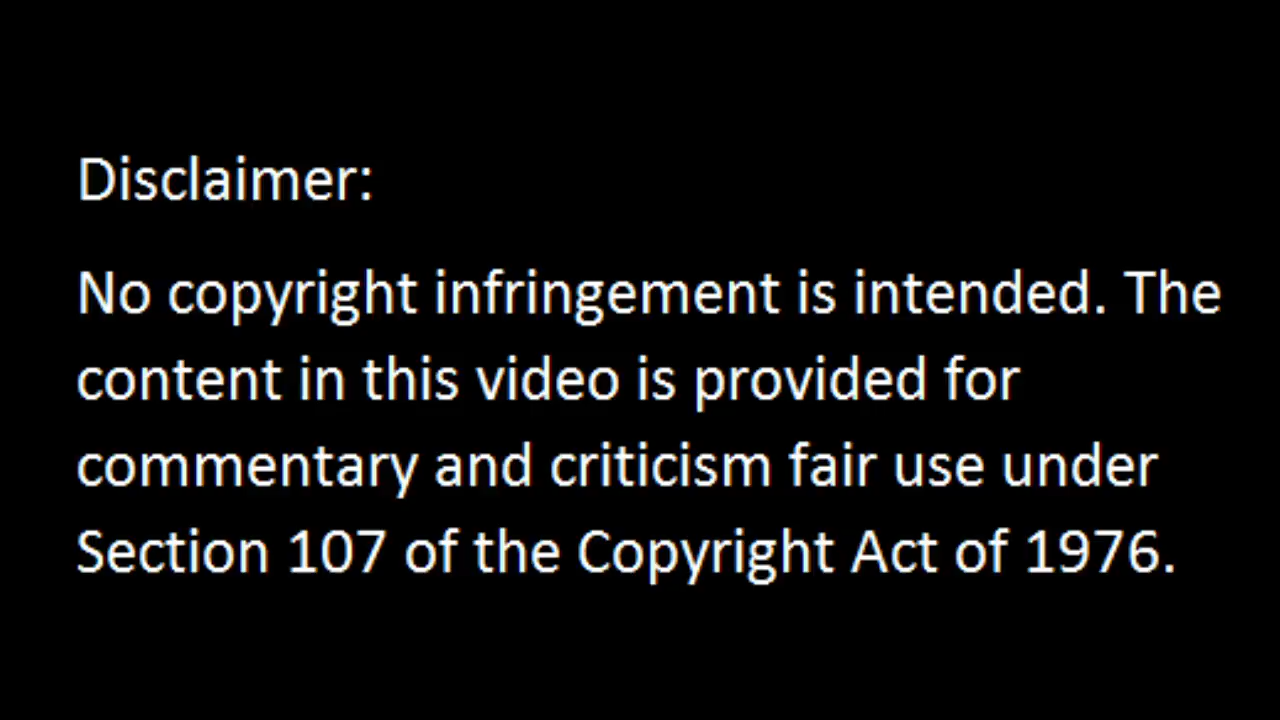 Disclaimer:
No copyright infringement is intended. The
content in this video is provided for
commentary and criticism fair use under
Section 107 of the Copyright Act of 1976.